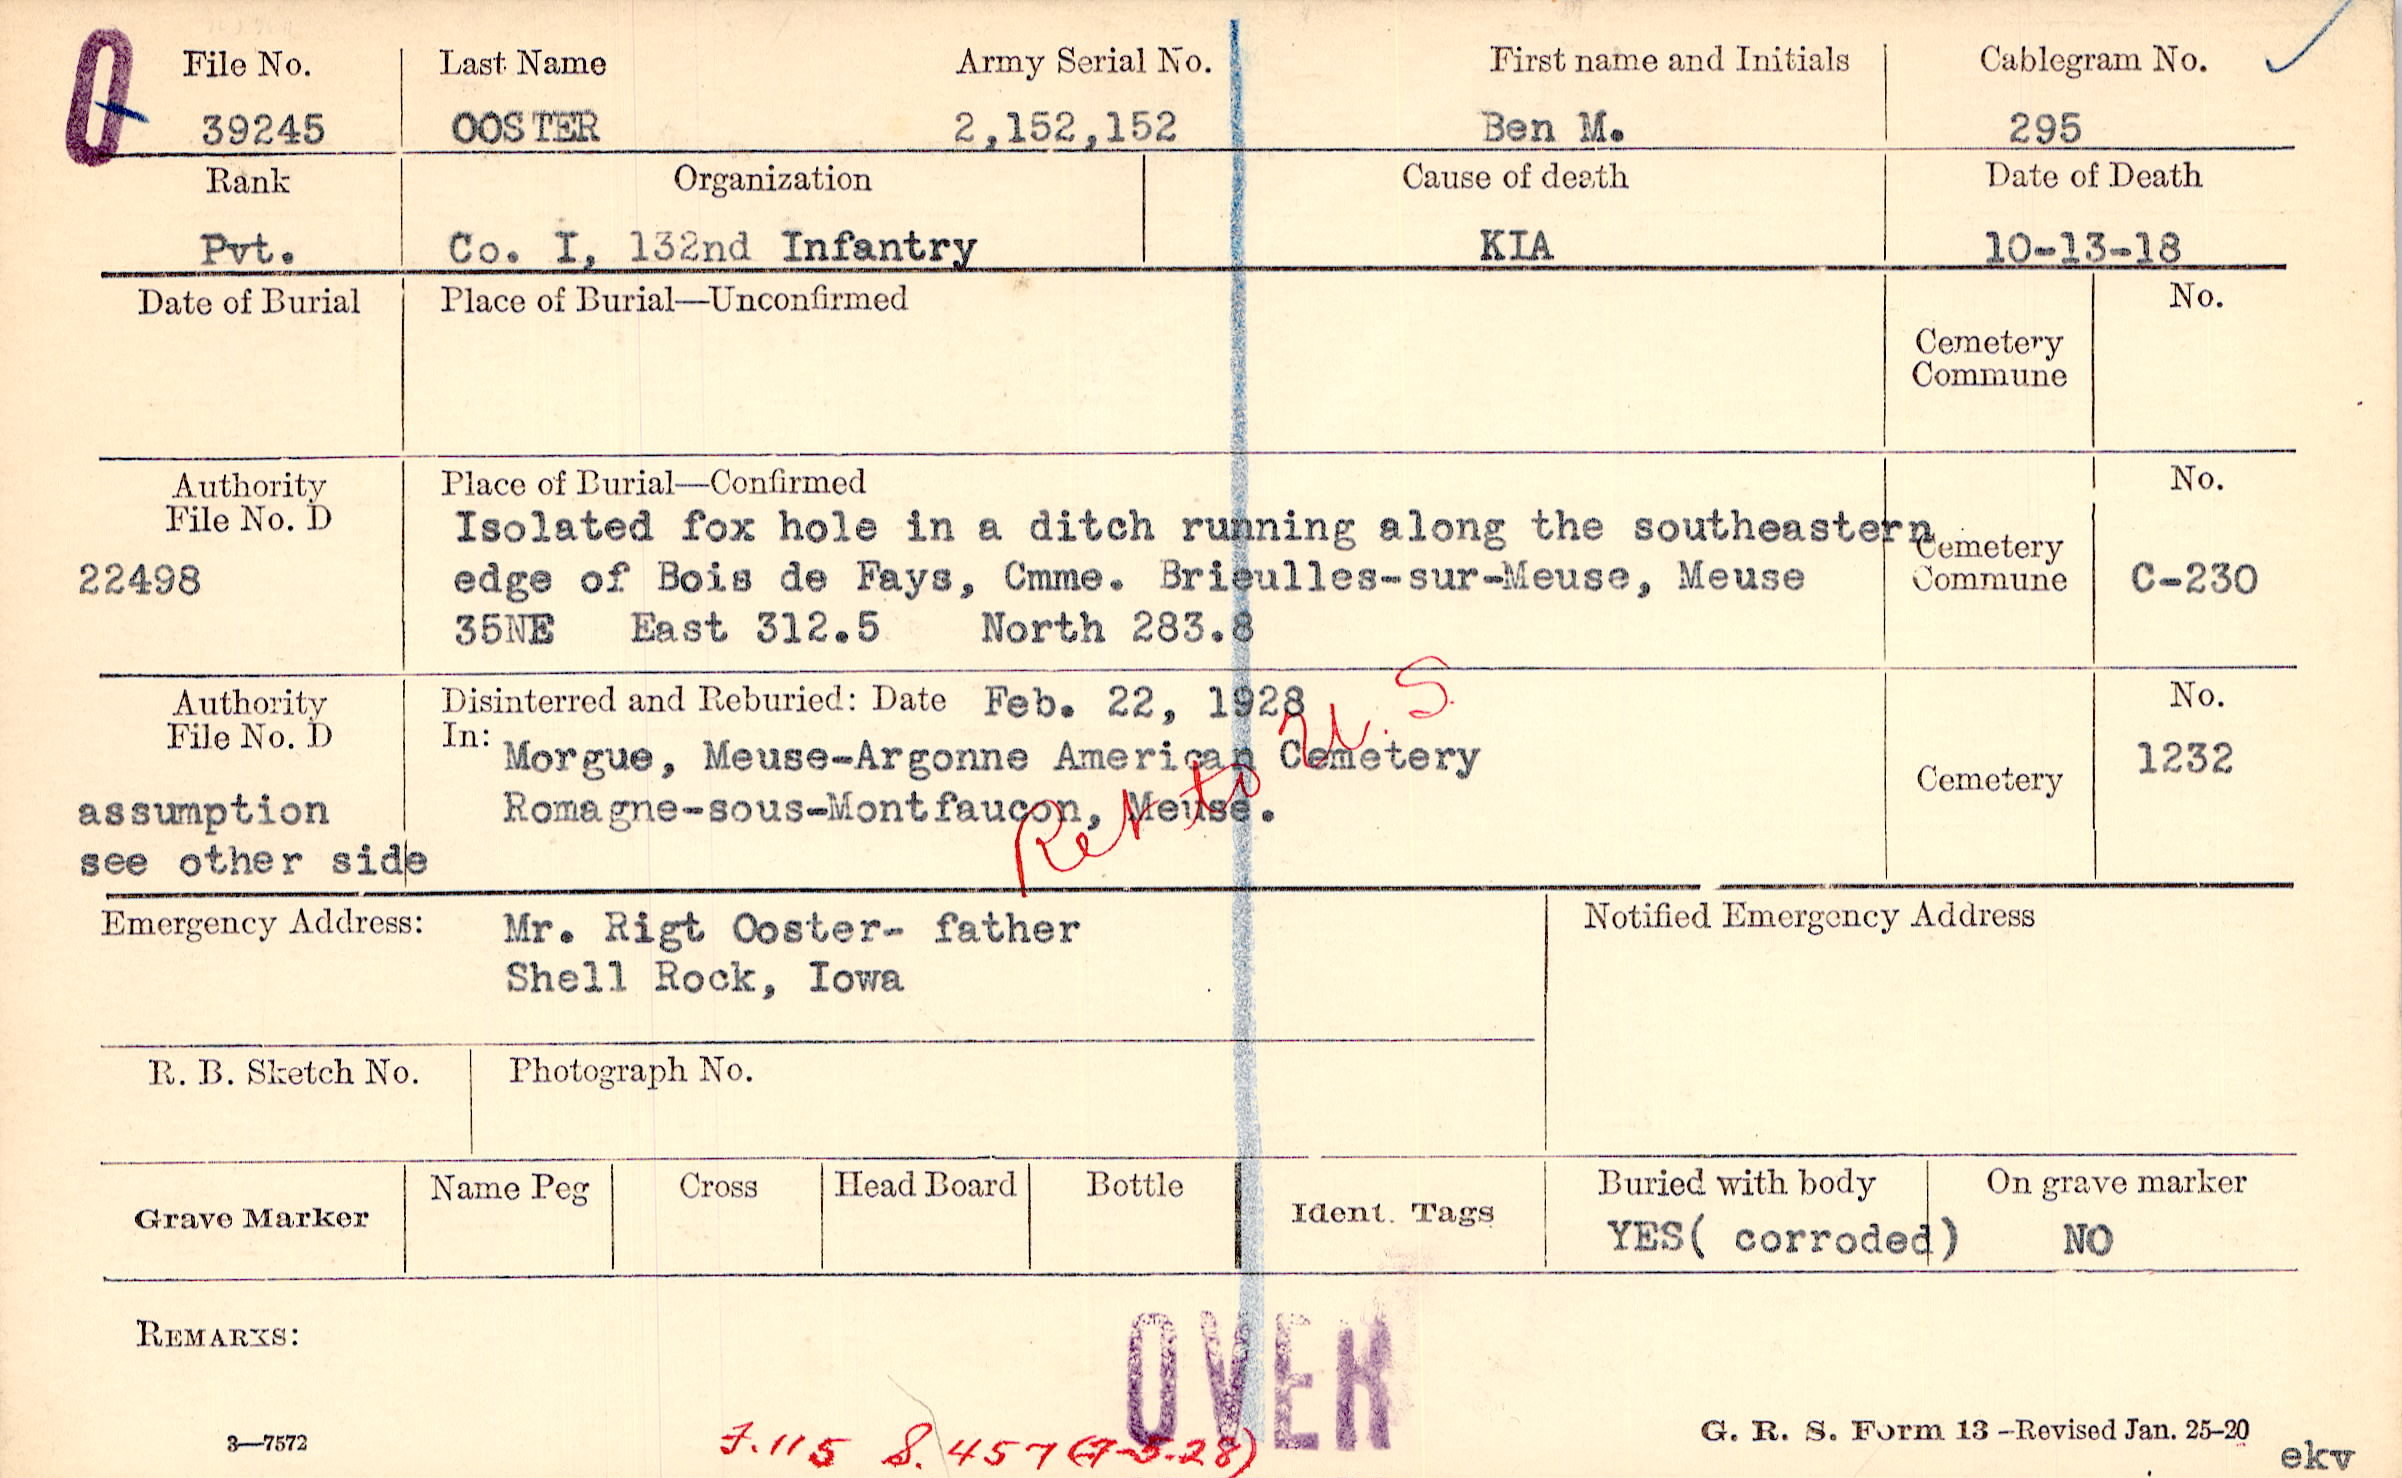 O
File No. Last Name Army Serial No. First name and Initials Cablegram No.
39245 OOSTER 2,152,152 Ben M. 295
Rank Organization Cause of death Date of Death
Pvt. Co. I, 132nd Infantry KIA 10-13-18
Date of Burial Place of Burial—Unconfirmed No.
Cemetery
Commune
Authority Place of Burial—Confirmed No.
File No. D Isolated fox hole in a ditch running along the southeastern
Cemetery
22498 edge of Bois de Fays, Cmme. Brieulles-sur-Meuse, Meuse Commune C-230
35NE East 312.5 North 283.8
Authority Disinterred and Reburied: Date Feb. 22, 1928 No.
File No. D In: Morgue, Meuse-Argonne American Cemetery 1232
Cemetery
assumption Romagne-sous-Montfaucon, Meuse.
see other side
Ret to U. S.
Emergency Address: Mr. Rigt Ooster- father Notified Emergency Address
Shell Rock, Iowa
R. B. Sketch No. Photograph No.
Grave Marker Name Peg Cross Head Board Bottle Ident. Tags Buried with body On grave marker
YES( corroded) NO
REMARKS:
OVER
3—7572 F.115 S. 457 (7-5-28) G. R. S. Form 13 -Revised Jan. 25-20
ekv